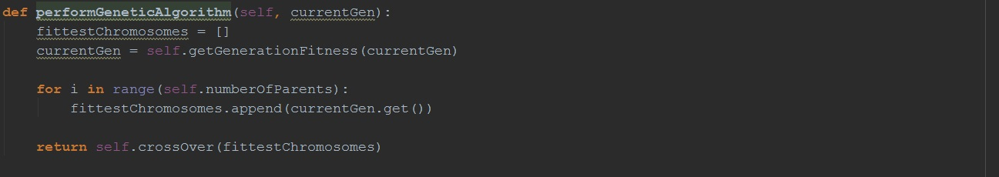 def performGeneticAlgorithm(self, currentGen):
    fittestChromosomes = []
    currentGen = self.getGenerationFitness(currentGen)
    for i in range(self.numberOfParents):
        fittestChromosomes.append(currentGen.get())
    return self.crossOver(fittestChromosomes)